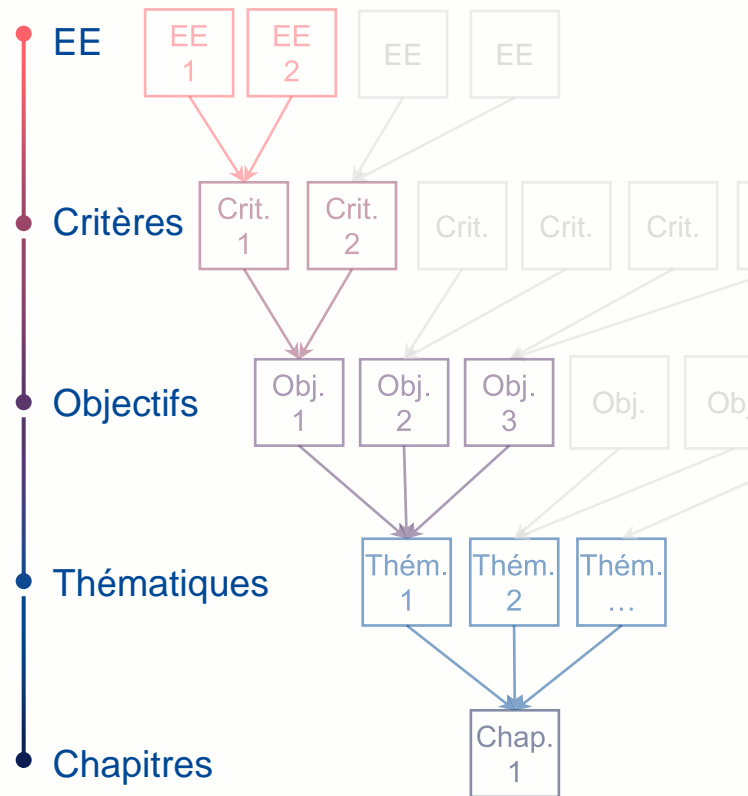 EE
EE
1
EE
2
EE
EE
Critères
Crit.
1
Crit.
2
Crit.
Crit.
Crit.
Objectifs
Obj.
1
Obj.
2
Obj.
3
Obj.
Obj
Thématiques
Thém.
1
Thém.
2
Thém.
...
Chapitres
Chap.
1